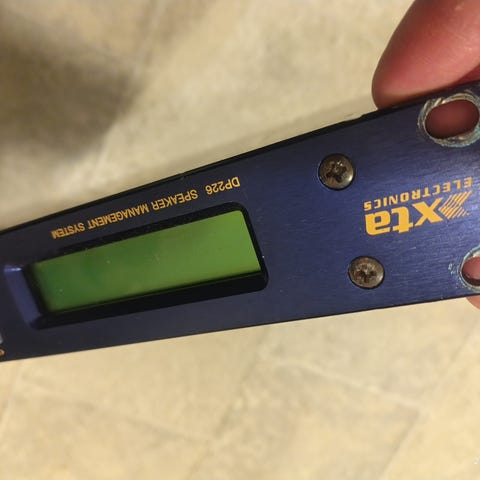 xta
ELECTRONICS
DP226 SPEAKER MANAGEMENT SYSTEM